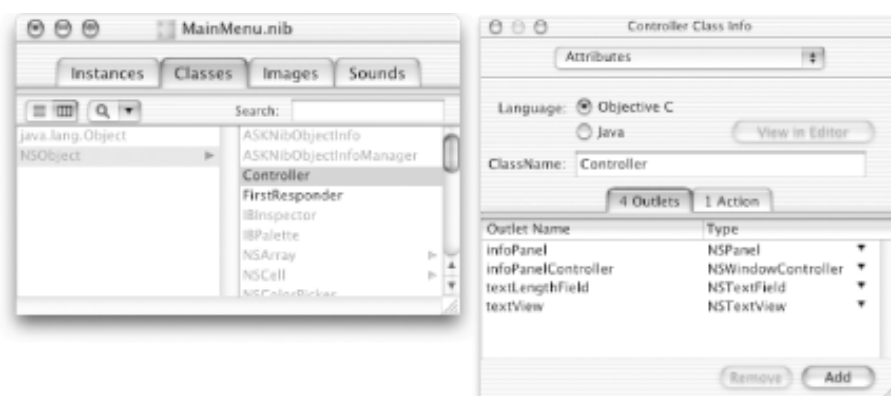 MainMenu.nib
Instances Classes Images Sounds
Search:
java.lang.Object
NSObject
ASKNibObjectInfo
ASKNibObjectInfoManager
Controller
FirstResponder
IBInspector
IBPalette
NSArray
NSCell
NSColorPicker
Controller Class Info
Attributes
Language: Objective C
Java
View in Editor
ClassName: Controller
4 Outlets 1 Action
Outlet Name Type
infoPanel NSPanel
infoPanelController NSWindowController
textLengthField NSTextField
textView NSTextView
Remove Add